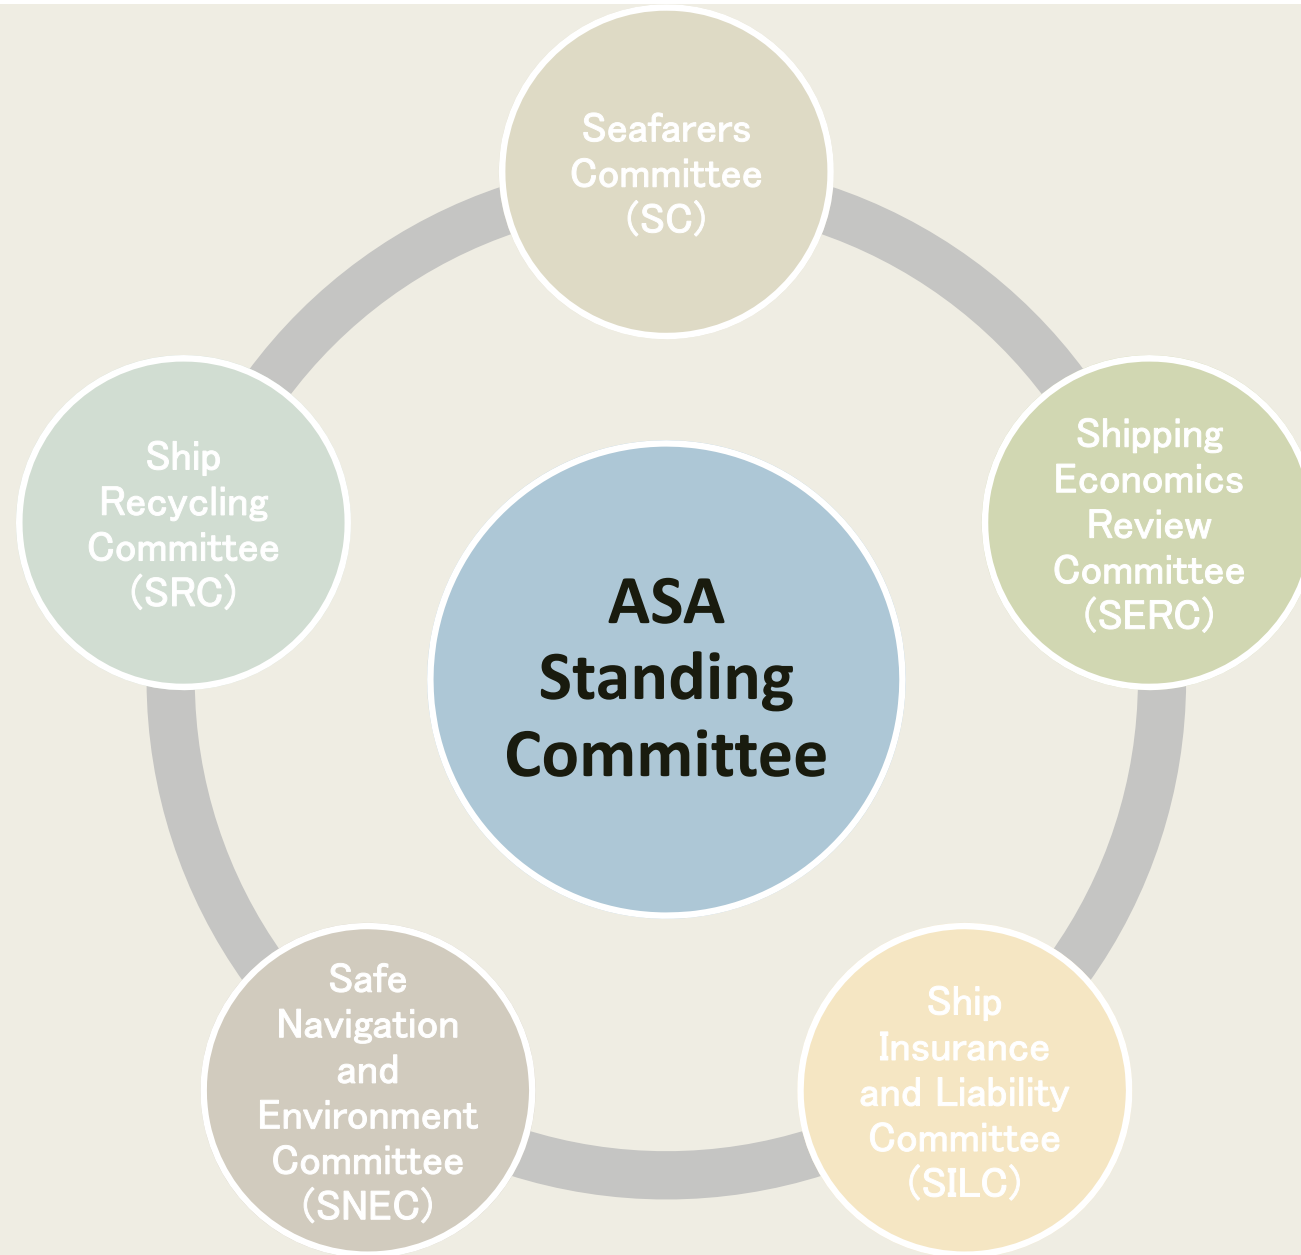 Seafarers
Committee
(SC)
Shipping
Economics
Review
Committee
(SERC)
Ship
Insurance
and Liability
Committee
(SILC)
Safe
Navigation
and
Environment
Committee
(SNEC)
Ship
Recycling
Committee
(SRC)
ASA
Standing
Committee